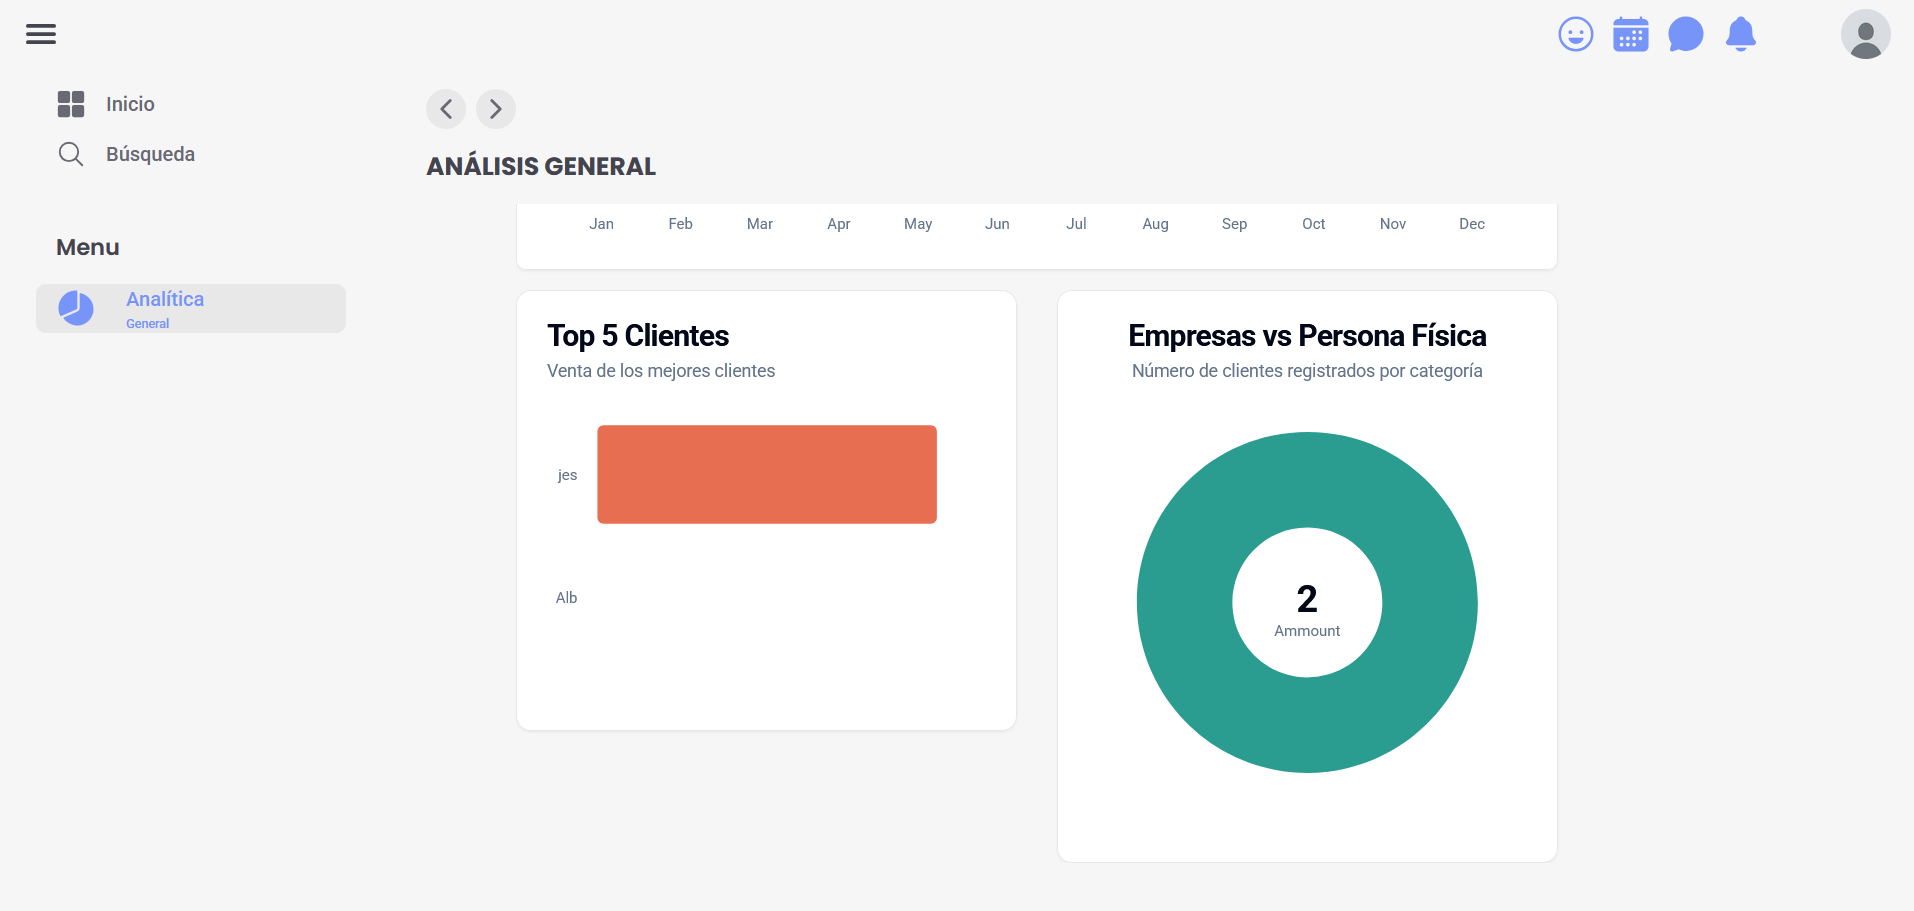 Inicio
Búsqueda
Menu
Analítica
General
ANÁLISIS GENERAL
Jan Feb Mar Apr May Jun Jul Aug Sep Oct Nov Dec
Top 5 Clientes
Venta de los mejores clientes
jes
Alb
Empresas vs Persona Física
Número de clientes registrados por categoría
2
Ammount